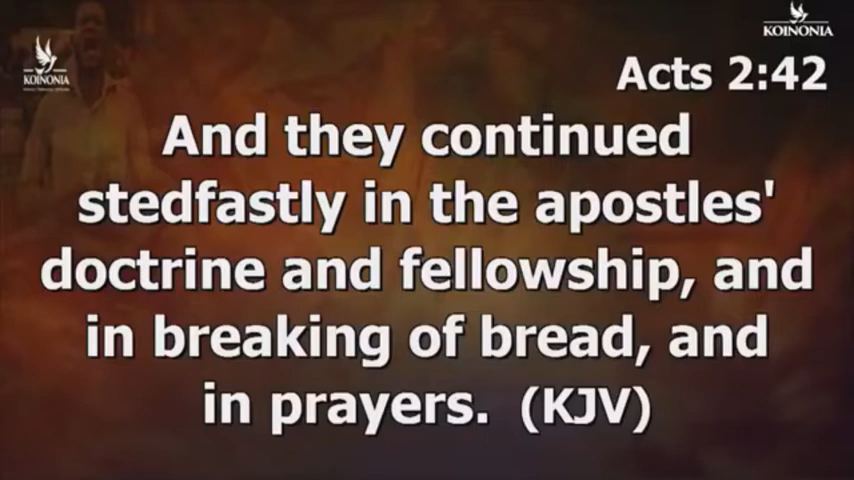 KOINONIA
KOINONIA
Acts 2:42
And they continued
stedfastly in the apostles'
doctrine and fellowship, and
in breaking of bread, and
in prayers. (KJV)